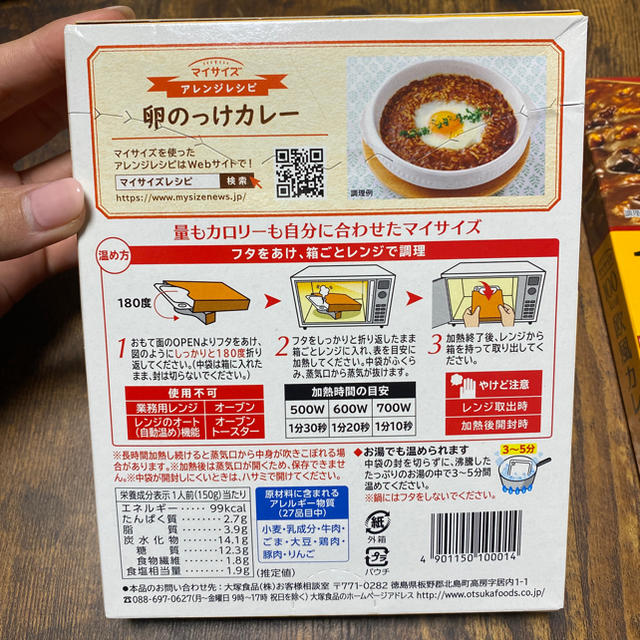 マイサイズ
アレンジレシピ
卵のっけカレー
マイサイズを使った
アレンジレシピはWebサイトで!
マイサイズレシピ 検索
https://www.mysizenews.jp/
調理例
量もカロリーも自分に合わせたマイサイズ
温め方
フタをあけ、箱ごとレンジで調理
180度
1 おもて面のOPENよりフタをあけ、
図のようにしっかりと180度折り
返してください。(中袋は箱に入れた
まま、封は切らないでください。)
2 フタをしっかりと折り返したまま
箱ごとレンジに入れ、表を目安に
加熱してください。中袋がふくら
み、蒸気口から蒸気が抜けます。
3 加熱終了後、レンジから
箱を持って取り出してく
ださい。
使用不可
業務用レンジ オーブン
レンジのオート(自動温め)機能 オーブントースター
加熱時間の目安
500W 600W 700W
1分30秒 1分20秒 1分10秒
やけど注意
レンジ取出時
加熱後開封時
※長時間加熱し続けると蒸気口から中身が吹きこぼれる
場合があります。※加熱後は蒸気口が開くため、保存できませ
ん。※中袋が開封しにくいときは、ハサミで開けてください。
◆お湯でも温められます
中袋の封を切らずに、沸騰した
たっぷりのお湯の中で3〜5分間
温めてください。
※鍋にはフタをしないでください。
3〜5分
栄養成分表示 1人前(150g)当たり
エネルギー 99kcal
たんぱく質 2.7g
脂質 3.9g
炭水化物 14.1g
糖質 12.3g
食物繊維 1.8g
食塩相当量 1.9g
(推定値)
原材料に含まれる
アレルギー物質
(27品目中)
小麦・乳成分・牛肉・
ごま・大豆・鶏肉・
豚肉・りんご
紙
外箱
プラ
パウチ
4 901150 100014
●本品のお問い合わせ先:大塚食品(株)お客様相談室 〒771-0282 徳島県板野郡北島町高房字居内1-1
☎088-697-0627(月〜金曜日 9時〜17時 祝日を除く) 大塚食品のホームページアドレス https://www.otsukafoods.co.jp/